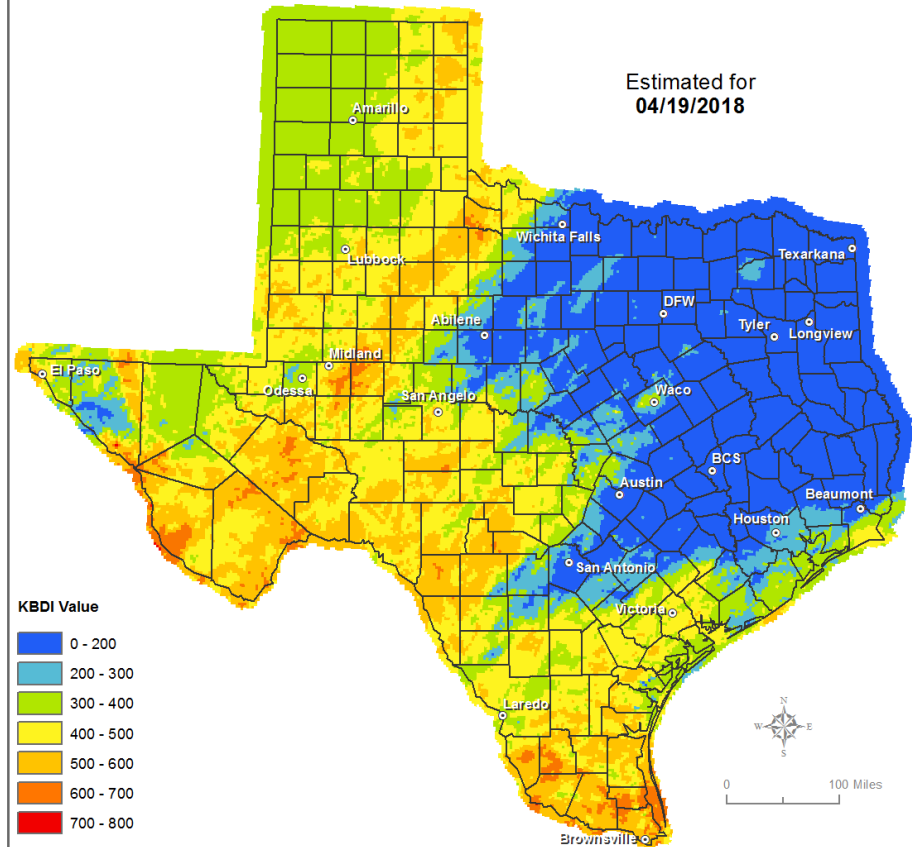 Estimated for
04/19/2018
Amarillo
Wichita Falls
Texarkana
Lubbock
DFW
Abilene
Tyler
Longview
Midland
El Paso
Odessa
San Angelo
Waco
BCS
Austin
Beaumont
Houston
San Antonio
Victoria
KBDI Value
0 - 200
200 - 300
300 - 400
400 - 500
500 - 600
600 - 700
700 - 800
Laredo
N
W
E
S
0
100 Miles
Brownsville